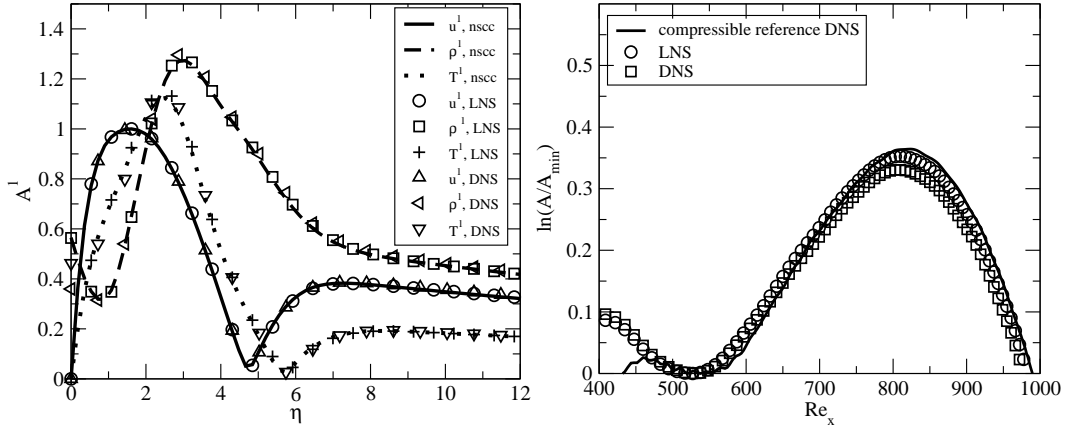 1.4
1.2
1
0.8
0.6
0.4
0.2
0
A¹
0 2 4 6 8 10 12
η
u¹, nscc
ρ¹, nscc
T¹, nscc
u¹, LNS
ρ¹, LNS
T¹, LNS
u¹, DNS
ρ¹, DNS
T¹, DNS
0.5
0.4
0.3
0.2
0.1
0
ln(A/A_min)
400 500 600 700 800 900 1000
Re_x
compressible reference DNS
LNS
DNS